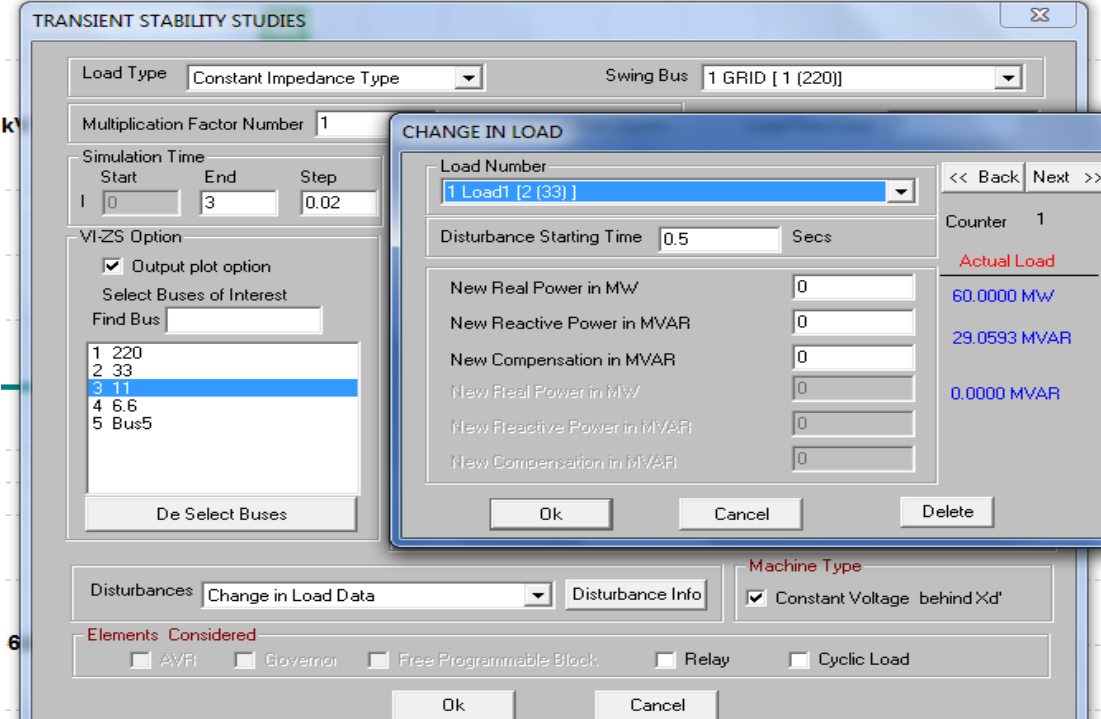 TRANSIENT STABILITY STUDIES
Load Type Constant Impedance Type Swing Bus 1 GRID [ 1 (220)]
Multiplication Factor Number 1
Simulation Time
Start End Step
0 3 0.02
VI-ZS Option
Output plot option
Select Buses of Interest
Find Bus
1 220
2 33
3 11
4 6.6
5 Bus5
De Select Buses
CHANGE IN LOAD
Load Number
1 Load1 [2 (33) ]
<< Back Next >>
Disturbance Starting Time 0.5 Secs
Counter 1
Actual Load
New Real Power in MW 0
60.0000 MW
New Reactive Power in MVAR 0
29.0593 MVAR
New Compensation in MVAR 0
0.0000 MVAR
New Real Power in MW 0
New Reactive Power in MVAR 0
New Compensation in MVAR 0
Ok Cancel Delete
Disturbances Change in Load Data Disturbance Info
Machine Type
Constant Voltage behind Xd'
Elements Considered
AVR Governor Free Programmable Block Relay Cyclic Load
Ok Cancel
6